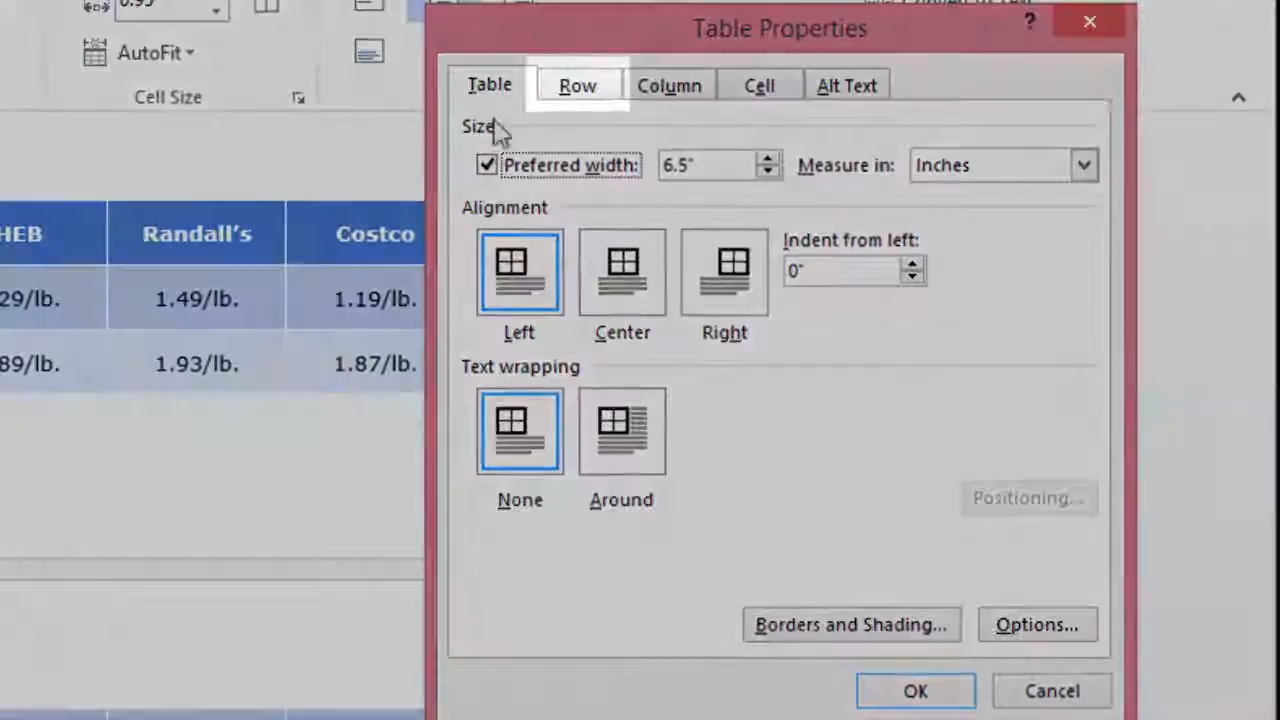 AutoFit
Cell Size
HEB Randall's Costco
29/lb. 1.49/lb. 1.19/lb.
89/lb. 1.93/lb. 1.87/lb.
Table Properties
?
Table Row Column Cell Alt Text
Size
Preferred width: 6.5" Measure in: Inches
Alignment
Indent from left:
0"
Left Center Right
Text wrapping
None Around
Positioning...
Borders and Shading... Options...
OK Cancel